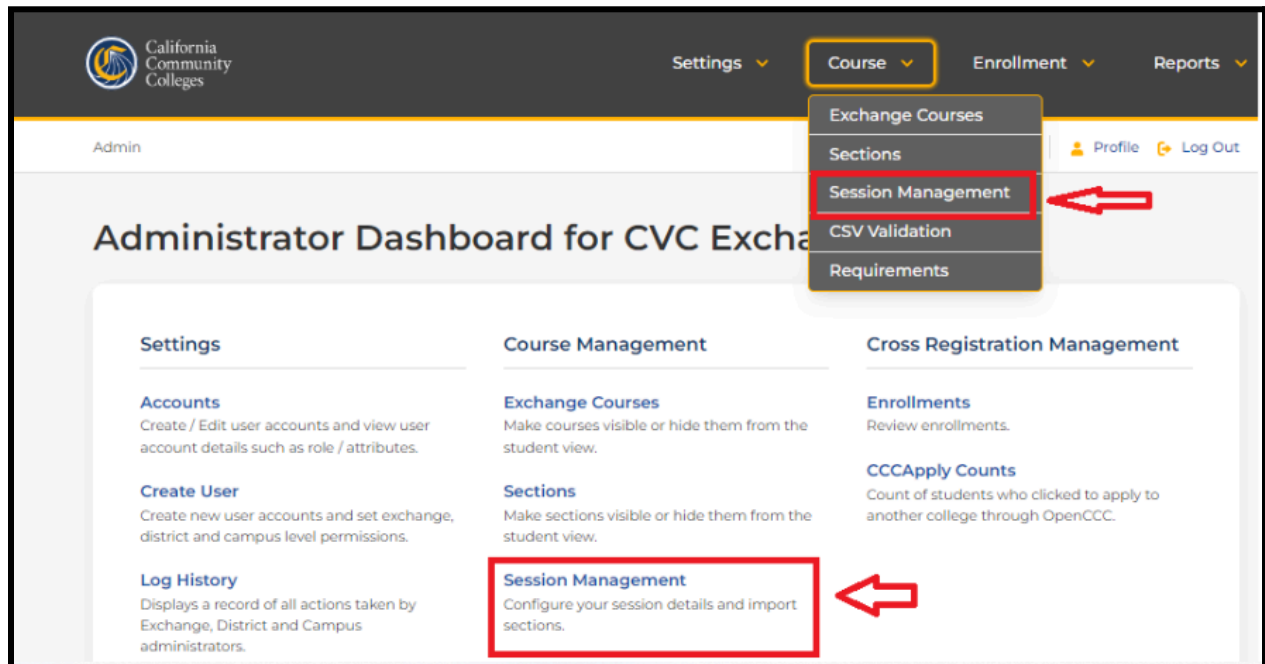 California
Community
Colleges
Settings
Course
Enrollment
Reports
Exchange Courses
Sections
Session Management
CSV Validation
Requirements
Admin
Profile
Log Out
Administrator Dashboard for CVC
Settings
Accounts
Create / Edit user accounts and view user
account details such as role / attributes.
Create User
Create new user accounts and set exchange,
district and campus level permissions.
Log History
Displays a record of all actions taken by
Exchange, District and Campus
administrators.
Course Management
Exchange Courses
Make courses visible or hide them from the
student view.
Sections
Make sections visible or hide them from the
student view.
Session Management
Configure your session details and import
sections.
Cross Registration Management
Enrollments
Review enrollments.
CCCApply Counts
Count of students who clicked to apply to
another college through OpenCCC.